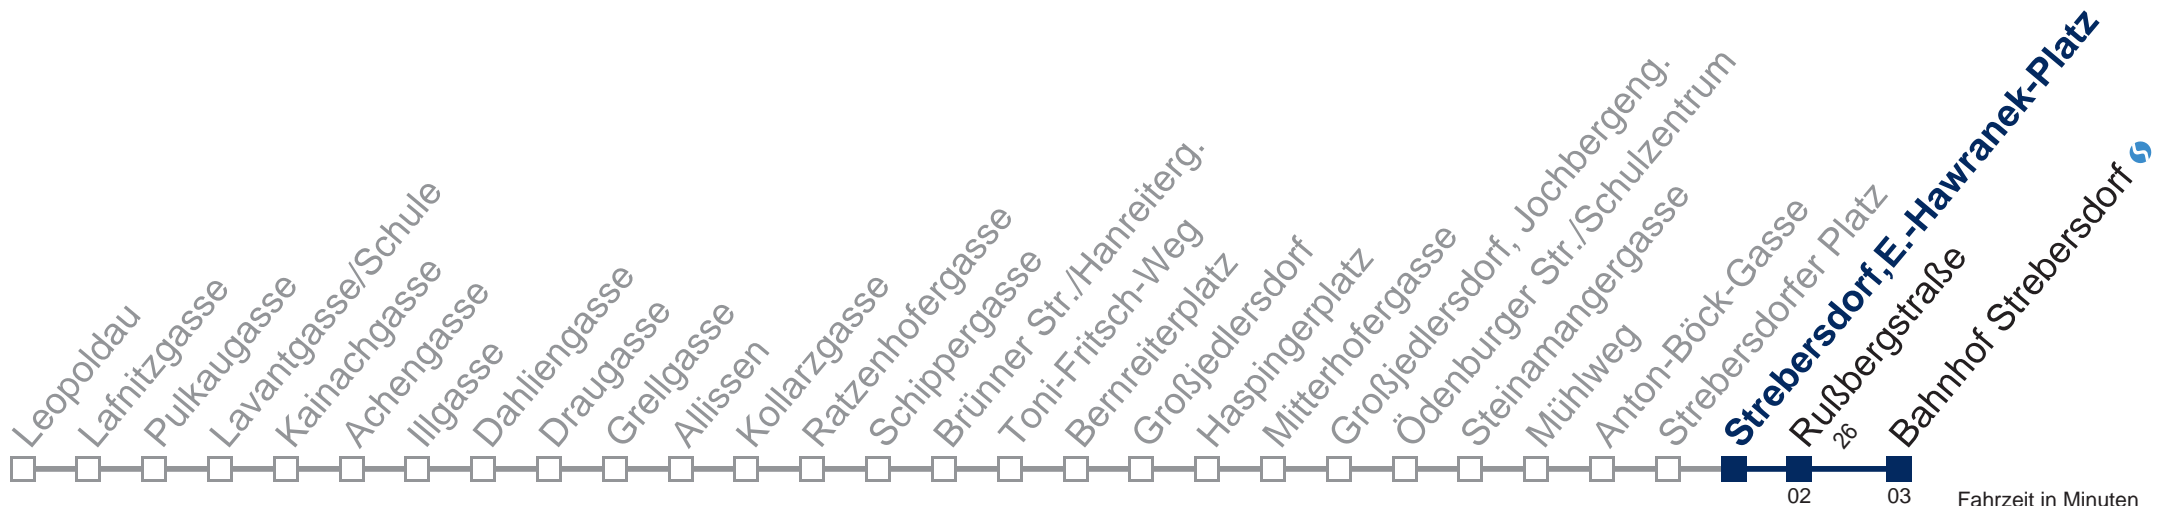 Leopoldau
Lafnitzgasse
Pulkaugasse
Lavantgasse/Schule
Kainachgasse
Achengasse
Illgasse
Dahliengasse
Draugasse
Grellgasse
Allissen
Kollarzgasse
Ratzenhofergasse
Schippergasse
Brünner Str./Hanreiterg.
Toni-Fritsch-Weg
Bernreiterplatz
Großjedlersdorf
Haspingerplatz
Mitterhofergasse
Großjedlersdorf, Jochbergeng.
Ödenburger Str./Schulzentrum
Steinamangergasse
Mühlweg
Anton-Böck-Gasse
Strebersdorfer Platz
Strebersdorf,E.-Hawranek-Platz
Rußbergstraße
26
Bahnhof Strebersdorf
02
03
Fahrzeit in Minuten